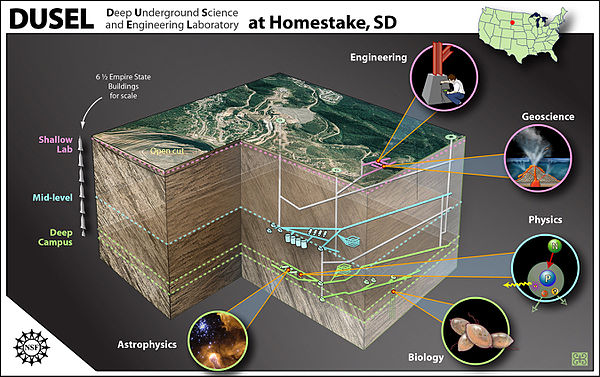 DUSEL
Deep Underground Science
and Engineering Laboratory
at Homestake, SD
6 ½ Empire State
Buildings
for scale
Engineering
Geoscience
Shallow
Lab
Open cut
Mid-level
Physics
Deep
Campus
N
P
Astrophysics
Biology
NSF